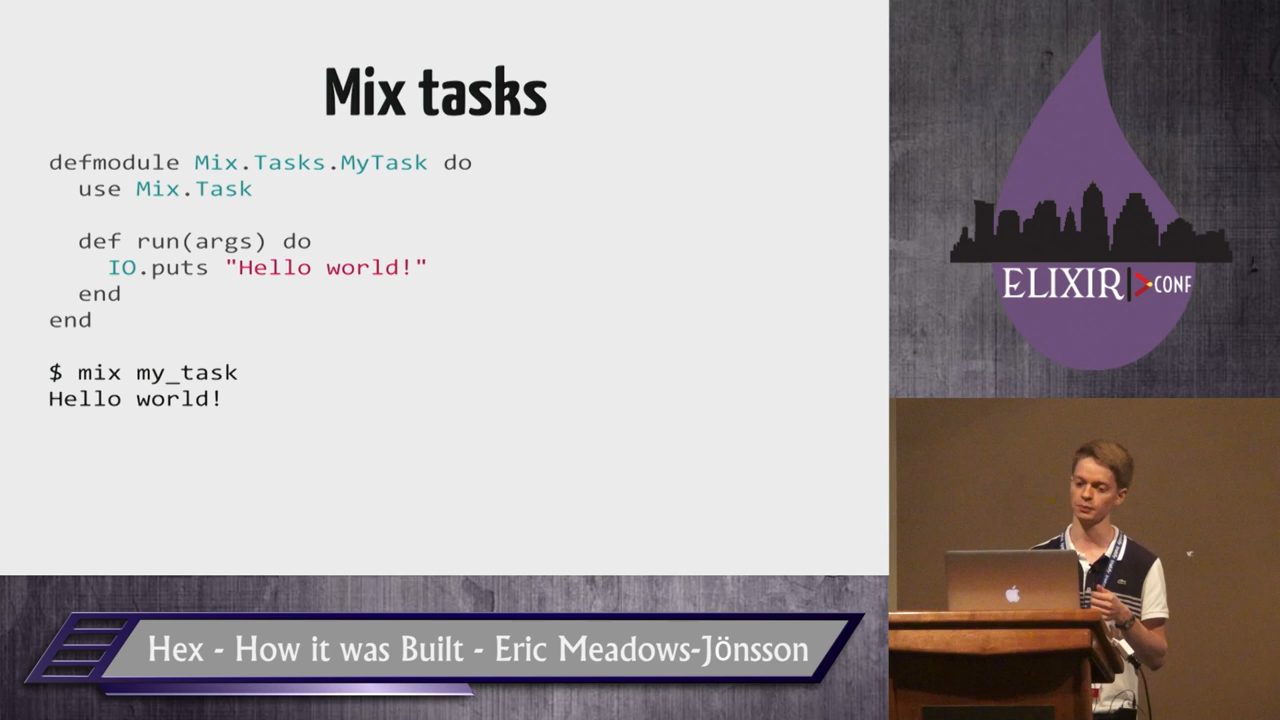 Mix tasks
defmodule Mix.Tasks.MyTask do
use Mix.Task
def run(args) do
IO.puts "Hello world!"
end
end
$ mix my_task
Hello world!
ELIXIR|>CONF
Hex - How it was Built - Eric Meadows-Jönsson